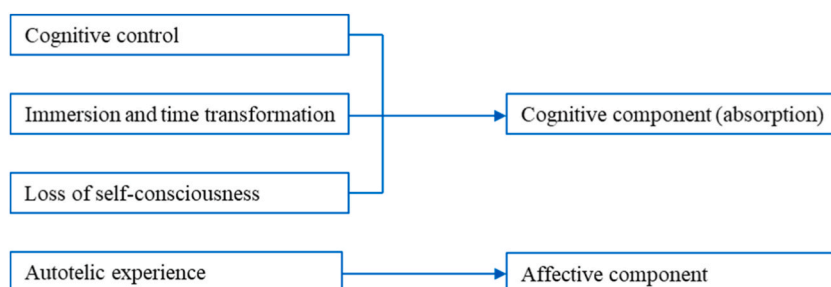 Cognitive control
Immersion and time transformation
Cognitive component (absorption)
Loss of self-consciousness
Autotelic experience
Affective component